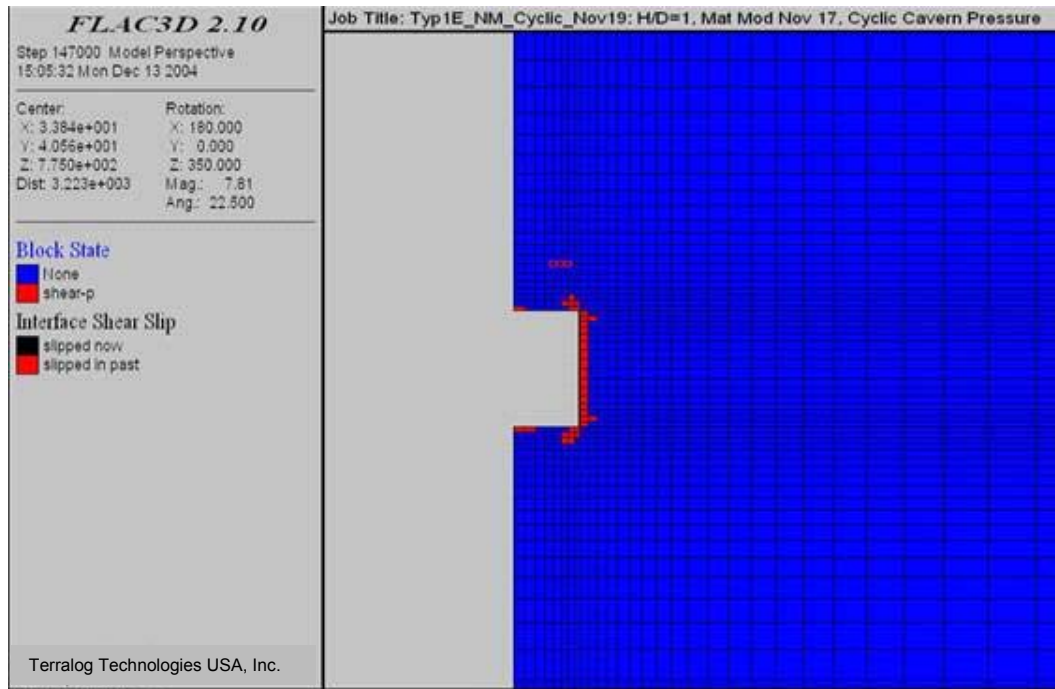 FLAC3D 2.10
Step 147000 Model Perspective
15:05:32 Mon Dec 13 2004
Center: Rotation:
X: 3.384e+001 X: 180.000
Y: 4.056e+001 Y: 0.000
Z: 7.750e+002 Z: 350.000
Dist: 3.223e+003 Mag.: 7.81
Ang.: 22.500
Block State
None
shear-p
Interface Shear Slip
slipped now
slipped in past
Terralog Technologies USA, Inc.
Job Title: Typ1E_NM_Cyclic_Nov19: H/D=1, Mat Mod Nov 17, Cyclic Cavern Pressure